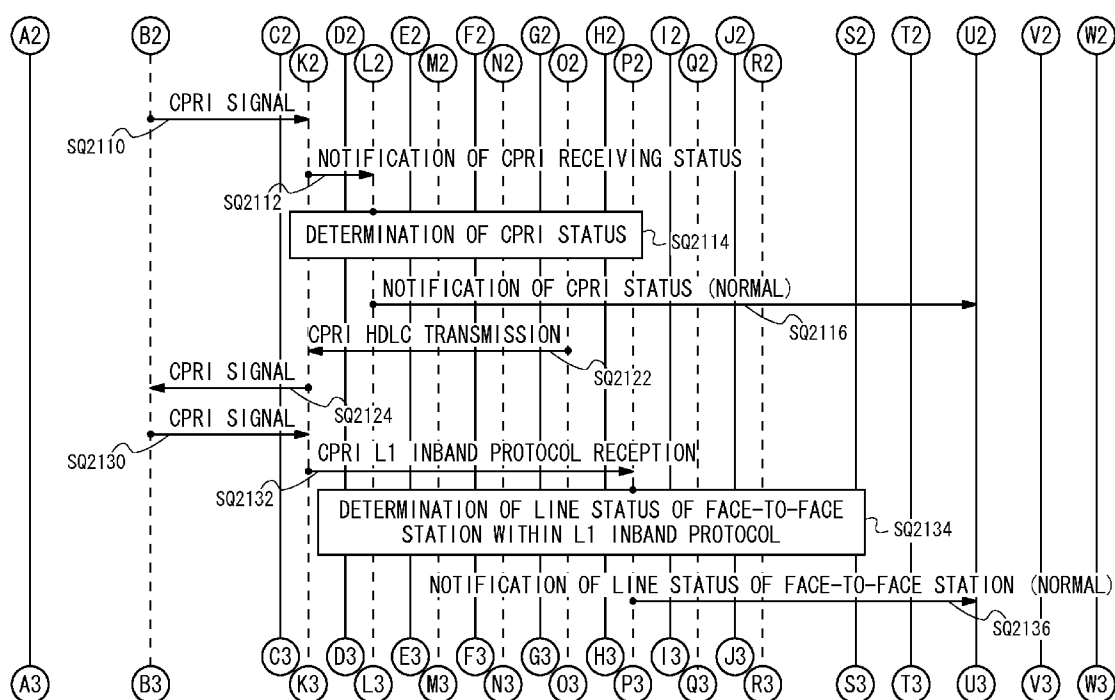 A2 B2 C2 D2 E2 F2 G2 H2 I2 J2 S2 T2 U2 V2 W2
K2 L2 M2 N2 O2 P2 Q2 R2
CPRI SIGNAL
SQ2110
NOTIFICATION OF CPRI RECEIVING STATUS
SQ2112
DETERMINATION OF CPRI STATUS
SQ2114
NOTIFICATION OF CPRI STATUS (NORMAL)
SQ2116
CPRI HDLC TRANSMISSION
SQ2122
CPRI SIGNAL
SQ2124
CPRI SIGNAL
SQ2130
CPRI L1 INBAND PROTOCOL RECEPTION
SQ2132
DETERMINATION OF LINE STATUS OF FACE-TO-FACE
STATION WITHIN L1 INBAND PROTOCOL
SQ2134
NOTIFICATION OF LINE STATUS OF FACE-TO-FACE STATION (NORMAL)
SQ2136
C3 D3 E3 F3 G3 H3 I3 J3
A3 B3 K3 L3 M3 N3 O3 P3 Q3 R3 S3 T3 U3 V3 W3